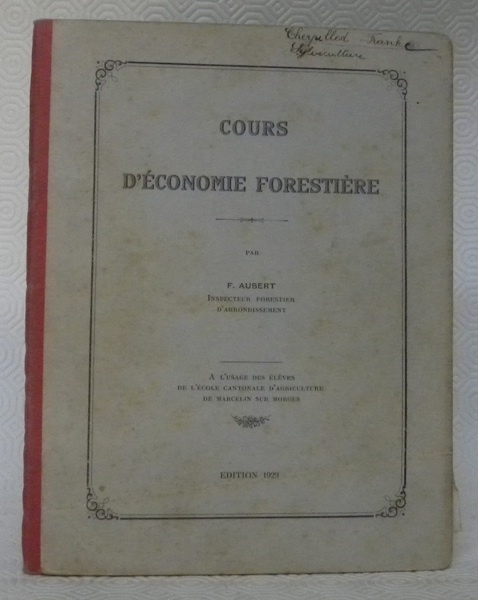 Sylviculture
COURS
D'ÉCONOMIE FORESTIÈRE
PAR
F. AUBERT
INSPECTEUR FORESTIER
D'ARRONDISSEMENT
A L'USAGE DES ÉLÈVES
DE L'ÉCOLE CANTONALE D'AGRICULTURE
DE MARCELIN SUR MORGES
EDITION 1929